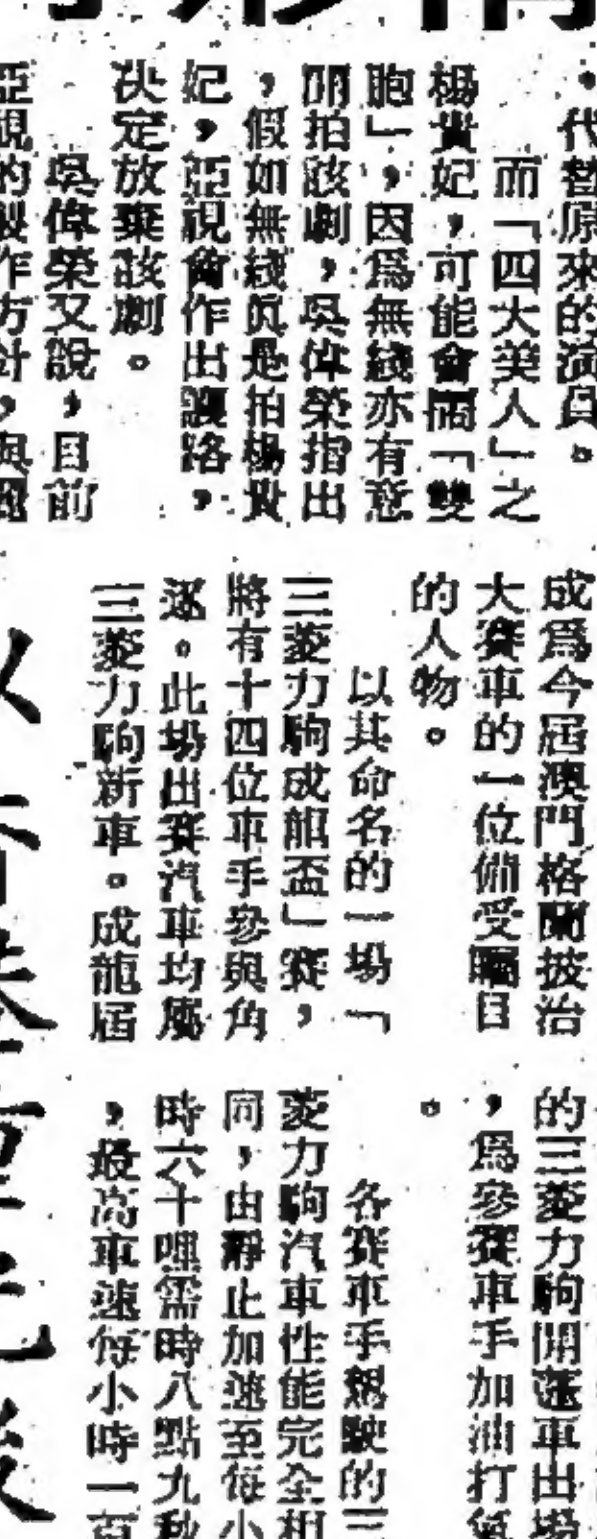 ，代替原來的演員。
而「四大美人」之
楊貴妃，可能會鬧「雙
胞」，因爲無綫亦有意
開拍該劇，吳偉榮指出
，假如無綫眞是拍楊貴
妃，亞視會作出讓路，
決定放棄該劇。
吳偉榮又說，目前
亞視的製作方針，與
成爲今屆澳門格蘭披治
大賽車的一位備受矚目
的人物。
以其命名的一場「
三菱力駒成龍盃」賽，
將有十四位車手參與角
逐。此場出賽汽車均屬
三菱力駒新車。成龍屆
的三菱力駒開篷車出場
，爲參賽車手加油打氣
。
各賽車手駕駛的三
菱力駒汽車性能完全相
同，由靜止加速至每小
時六十哩需時八點九秒
，最高車速每小時一百